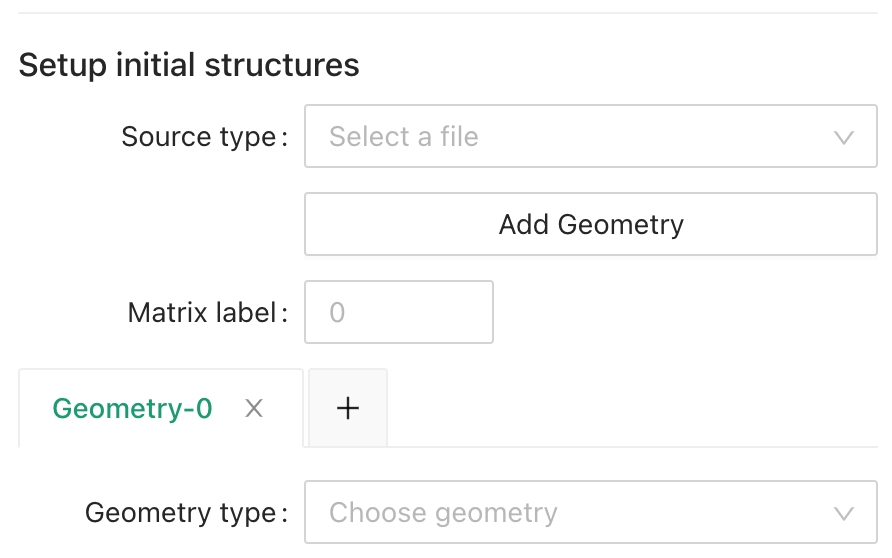 Setup initial structures
Source type: Select a file
Add Geometry
Matrix label: 0
Geometry-0 X +
Geometry type: Choose geometry